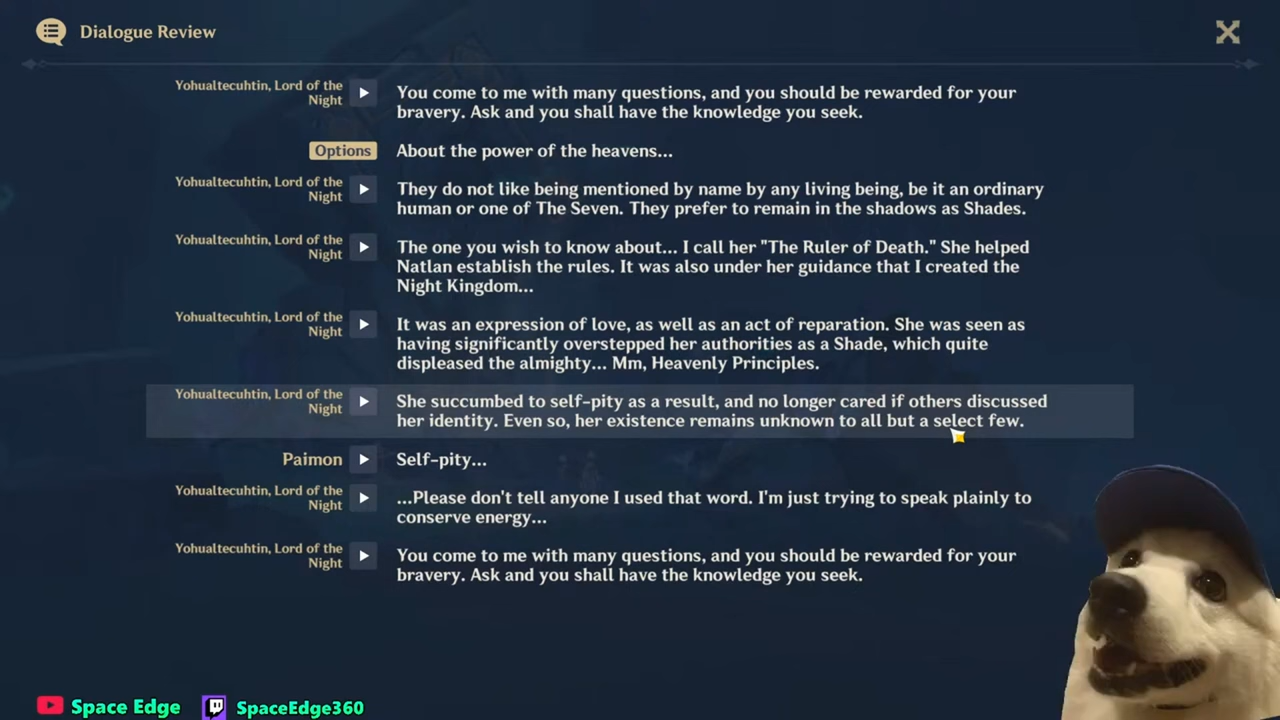 Dialogue Review
Yohualtecuhtin, Lord of the
Night
You come to me with many questions, and you should be rewarded for your
bravery. Ask and you shall have the knowledge you seek.
Options
About the power of the heavens...
Yohualtecuhtin, Lord of the
Night
They do not like being mentioned by name by any living being, be it an ordinary
human or one of The Seven. They prefer to remain in the shadows as Shades.
Yohualtecuhtin, Lord of the
Night
The one you wish to know about... I call her "The Ruler of Death." She helped
Natlan establish the rules. It was also under her guidance that I created the
Night Kingdom...
Yohualtecuhtin, Lord of the
Night
It was an expression of love, as well as an act of reparation. She was seen as
having significantly overstepped her authorities as a Shade, which quite
displeased the almighty... Mm, Heavenly Principles.
Yohualtecuhtin, Lord of the
Night
She succumbed to self-pity as a result, and no longer cared if others discussed
her identity. Even so, her existence remains unknown to all but a select few.
Paimon
Self-pity...
Yohualtecuhtin, Lord of the
Night
...Please don't tell anyone I used that word. I'm just trying to speak plainly to
conserve energy...
Yohualtecuhtin, Lord of the
Night
You come to me with many questions, and you should be rewarded for your
bravery. Ask and you shall have the knowledge you seek.
Space Edge
SpaceEdge360